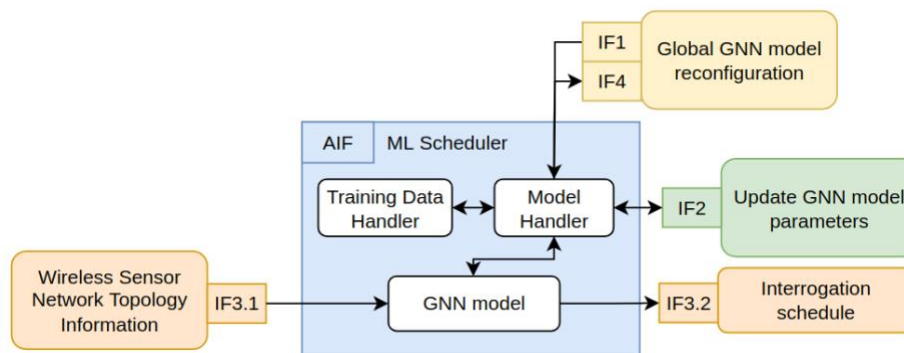 IF1
IF4
Global GNN model
reconfiguration
AIF
ML Scheduler
Training Data
Handler
Model
Handler
IF2
Update GNN model
parameters
Wireless Sensor
Network Topology
Information
IF3.1
GNN model
IF3.2
Interrogation
schedule